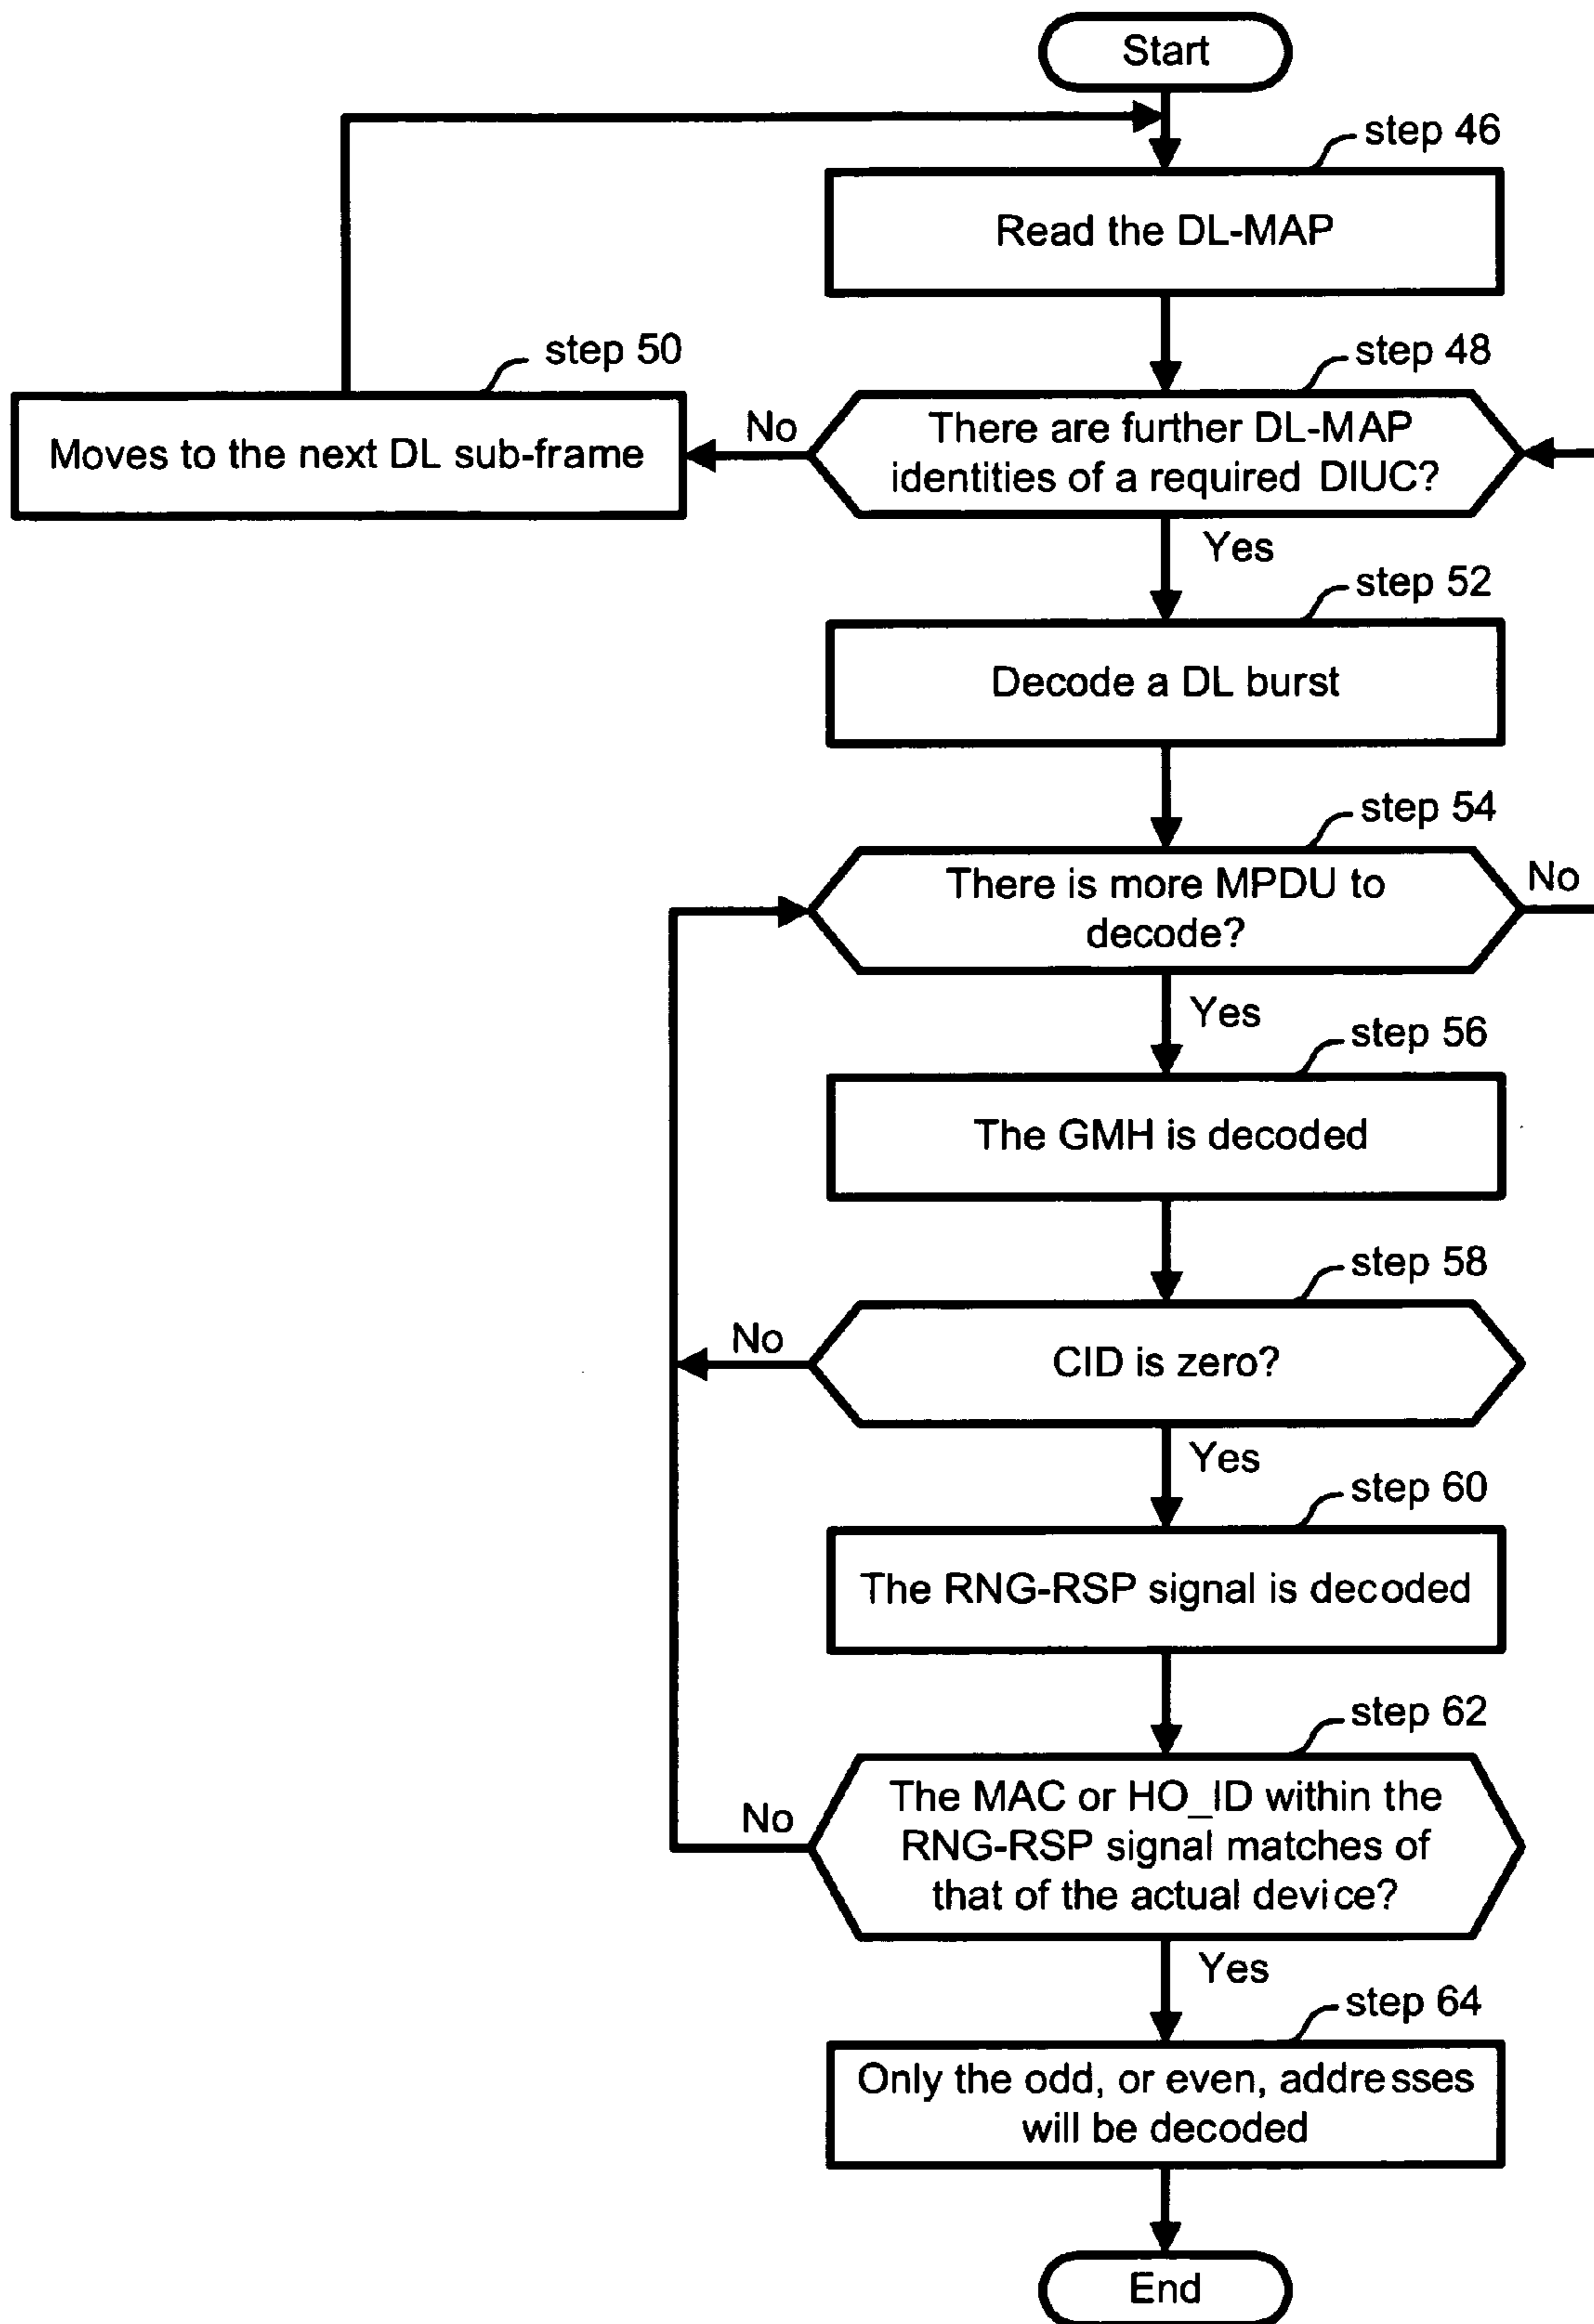 Start
step 46
Read the DL-MAP
step 50
step 48
Moves to the next DL sub-frame
No
There are further DL-MAP
identities of a required DIUC?
Yes
step 52
Decode a DL burst
step 54
There is more MPDU to
decode?
No
Yes
step 56
The GMH is decoded
step 58
No
CID is zero?
Yes
step 60
The RNG-RSP signal is decoded
step 62
No
The MAC or HO_ID within the
RNG-RSP signal matches of
that of the actual device?
Yes
step 64
Only the odd, or even, addresses
will be decoded
End